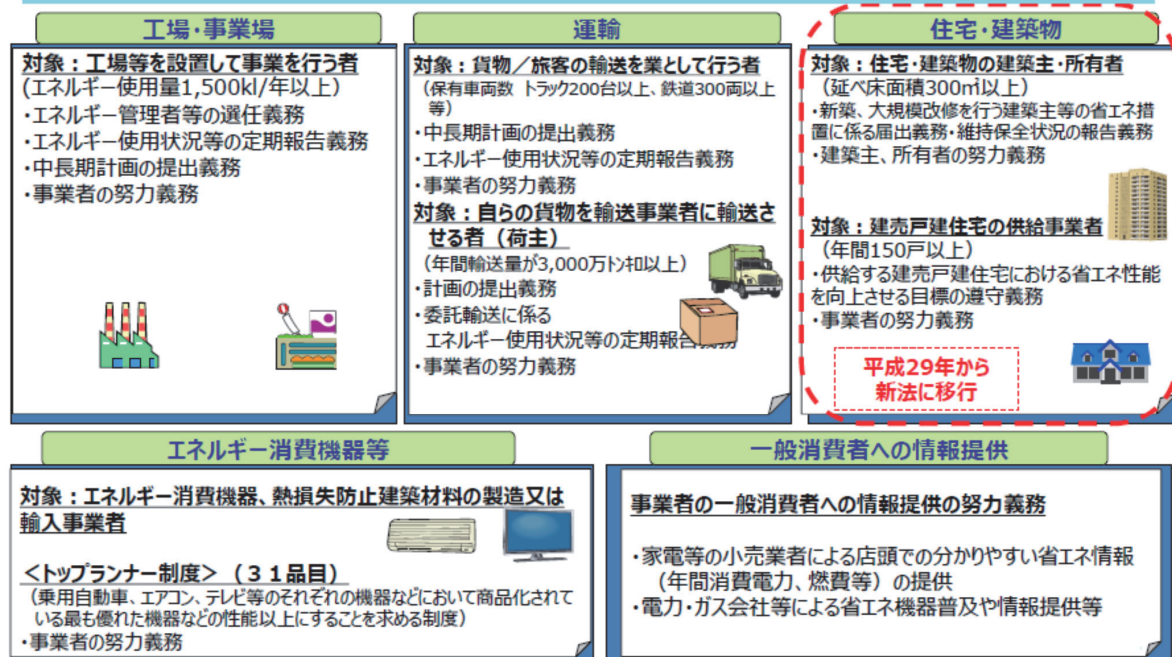 工場・事業場
対象：工場等を設置して事業を行う者
(エネルギー使用量1,500kl/年以上）
・エネルギー管理者等の選任義務
・エネルギー使用状況等の定期報告義務
・中長期計画の提出義務
・事業者の努力義務
運輸
対象：貨物／旅客の輸送を業として行う者
（保有車両数 トラック200台以上、鉄道300両以上
等）
・中長期計画の提出義務
・エネルギー使用状況等の定期報告義務
・事業者の努力義務
対象：自らの貨物を輸送事業者に輸送さ
せる者（荷主）
（年間輸送量が3,000万ﾄﾝｷﾛ以上）
・計画の提出義務
・委託輸送に係る
エネルギー使用状況等の定期報告義務
・事業者の努力義務
住宅・建築物
対象：住宅・建築物の建築主・所有者
（延べ床面積300㎡以上）
・新築、大規模改修を行う建築主等の省エネ措
置に係る届出義務・維持保全状況の報告義務
・建築主、所有者の努力義務
対象：建売戸建住宅の供給事業者
（年間150戸以上）
・供給する建売戸建住宅における省エネ性能
を向上させる目標の遵守義務
・事業者の努力義務
平成29年から
新法に移行
エネルギー消費機器等
対象：エネルギー消費機器、熱損失防止建築材料の製造又は
輸入事業者
＜トップランナー制度＞（３１品目）
（乗用自動車、エアコン、テレビ等のそれぞれの機器などにおいて商品化されて
いる最も優れた機器などの性能以上にすることを求める制度）
・事業者の努力義務
一般消費者への情報提供
事業者の一般消費者への情報提供の努力義務
・家電等の小売業者による店頭での分かりやすい省エネ情報
（年間消費電力、燃費等）の提供
・電力・ガス会社等による省エネ機器普及や情報提供等